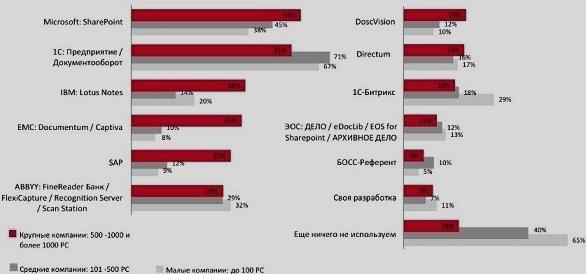 Microsoft: SharePoint
45%
38%
1С: Предприятие /
Документооборот
71%
67%
IBM: Lotus Notes
14%
20%
EMC: Documentum / Captiva
10%
8%
SAP
12%
9%
ABBYY: FineReader Банк /
FlexiCapture / Recognition Server
/ Scan Station
29%
32%
DoscVision
12%
10%
Directum
16%
17%
1С-Битрикс
18%
29%
ЭОС: ДЕЛО / eDocLib / EOS for
Sharepoint / АРХИВНОЕ ДЕЛО
12%
13%
БОСС-Референт
10%
5%
Своя разработка
7%
11%
Еще ничего не используем
40%
65%
Крупные компании: 500 -1000 и
более 1000 РС
Средние компании: 101 -500 РС
Малые компании: до 100 РС